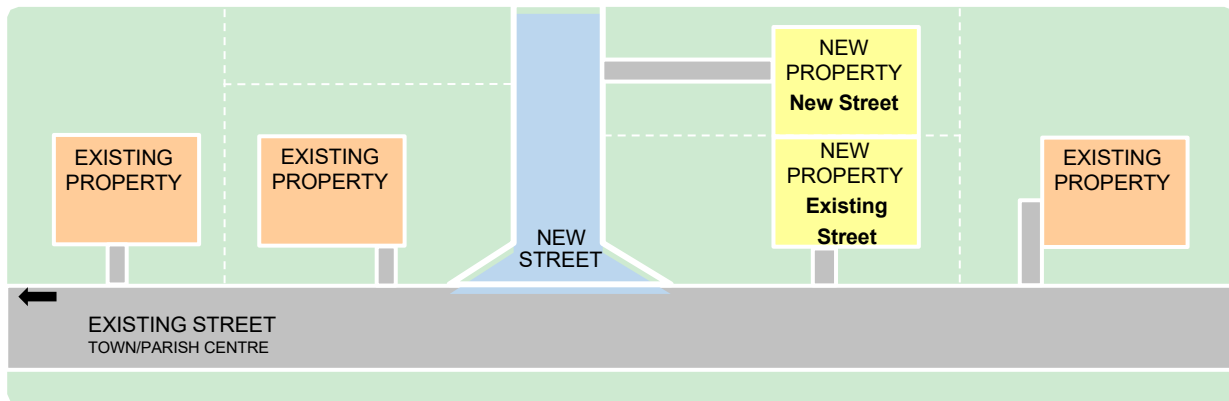 NEW
PROPERTY
New Street
EXISTING
PROPERTY
EXISTING
PROPERTY
NEW
PROPERTY
Existing
Street
EXISTING
PROPERTY
NEW
STREET
EXISTING STREET
TOWN/PARISH CENTRE